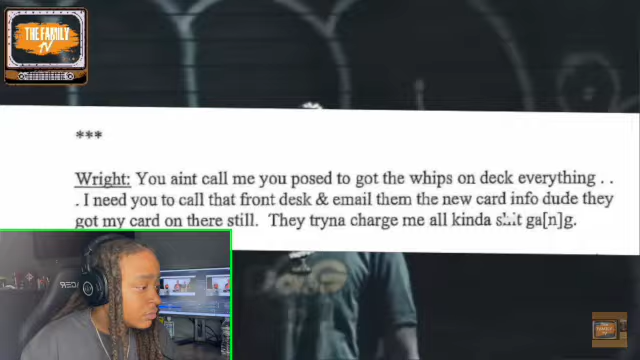 THE FAMILY
TV
***
Wright: You aint call me you posed to got the whips on deck everything . .
. I need you to call that front desk & email them the new card info dude they
got my card on there still. They tryna charge me all kinda shit ga[n]g.